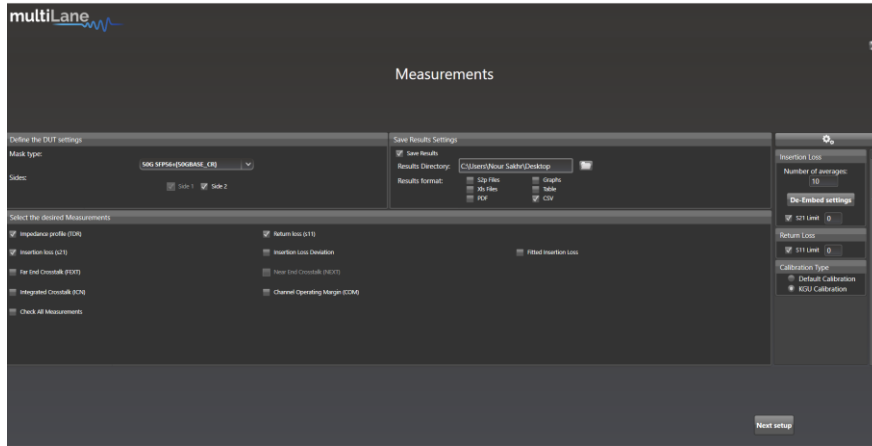 multiLane
Measurements
Define the DUT settings
Mask type:
50G SFP56+(50GBASE_CR)
Sides:
Side 1 Side 2
Save Results Settings
Save Results
Results Directory: C:\Users\Nour Sakhr\Desktop
Results format: S2p Files Graphs
Xls Files Table
PDF CSV
Select the desired Measurements
Impedance profile (TDR) Return loss (s11)
Insertion loss (s21) Insertion Loss Deviation Fitted Insertion Loss
Far End Crosstalk (FEXT) Near End Crosstalk (NEXT)
Integrated Crosstalk (ICN) Channel Operating Margin (COM)
Check All Measurements
Insertion Loss
Number of averages:
10
De-Embed settings
S21 Limit 0
Return Loss
S11 Limit 0
Calibration Type
Default Calibration
KGU Calibration
Next setup